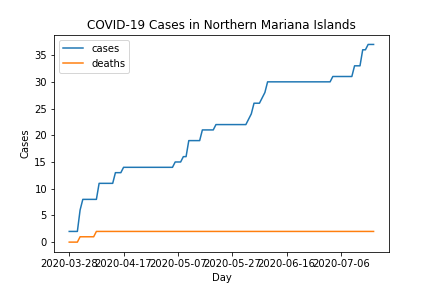 COVID-19 Cases in Northern Mariana Islands
cases
deaths
35
30
25
20
15
10
5
0
Cases
2020-03-28 2020-04-17 2020-05-07 2020-05-27 2020-06-16 2020-07-06
Day